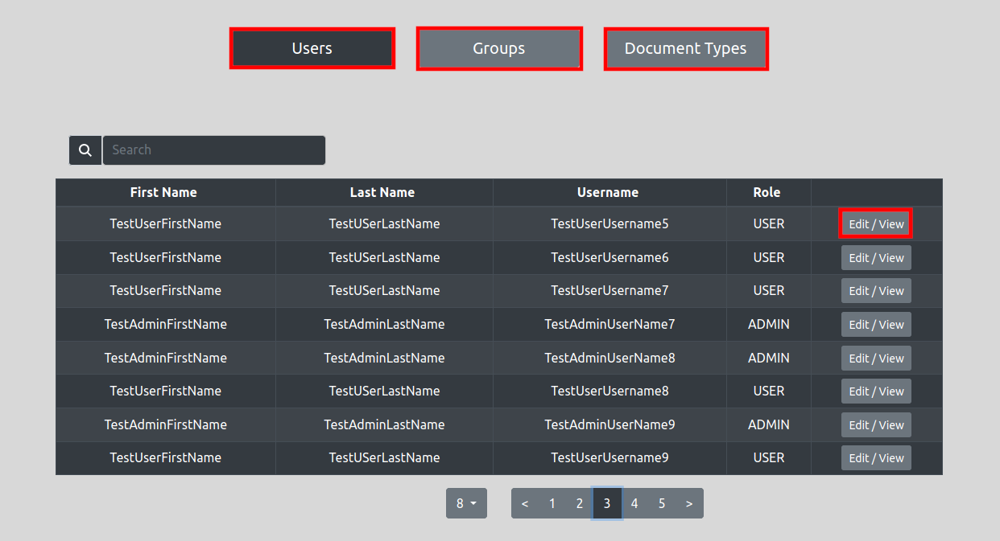 Users Groups Document Types
Search
First Name Last Name Username Role
TestUserFirstName TestUSerLastName TestUserUsername5 USER Edit / View
TestUserFirstName TestUSerLastName TestUserUsername6 USER Edit / View
TestUserFirstName TestUSerLastName TestUserUsername7 USER Edit / View
TestAdminFirstName TestAdminLastName TestAdminUserName7 ADMIN Edit / View
TestAdminFirstName TestAdminLastName TestAdminUserName8 ADMIN Edit / View
TestUserFirstName TestUSerLastName TestUserUsername8 USER Edit / View
TestAdminFirstName TestAdminLastName TestAdminUserName9 ADMIN Edit / View
TestUserFirstName TestUSerLastName TestUserUsername9 USER Edit / View
8 < 1 2 3 4 5 >